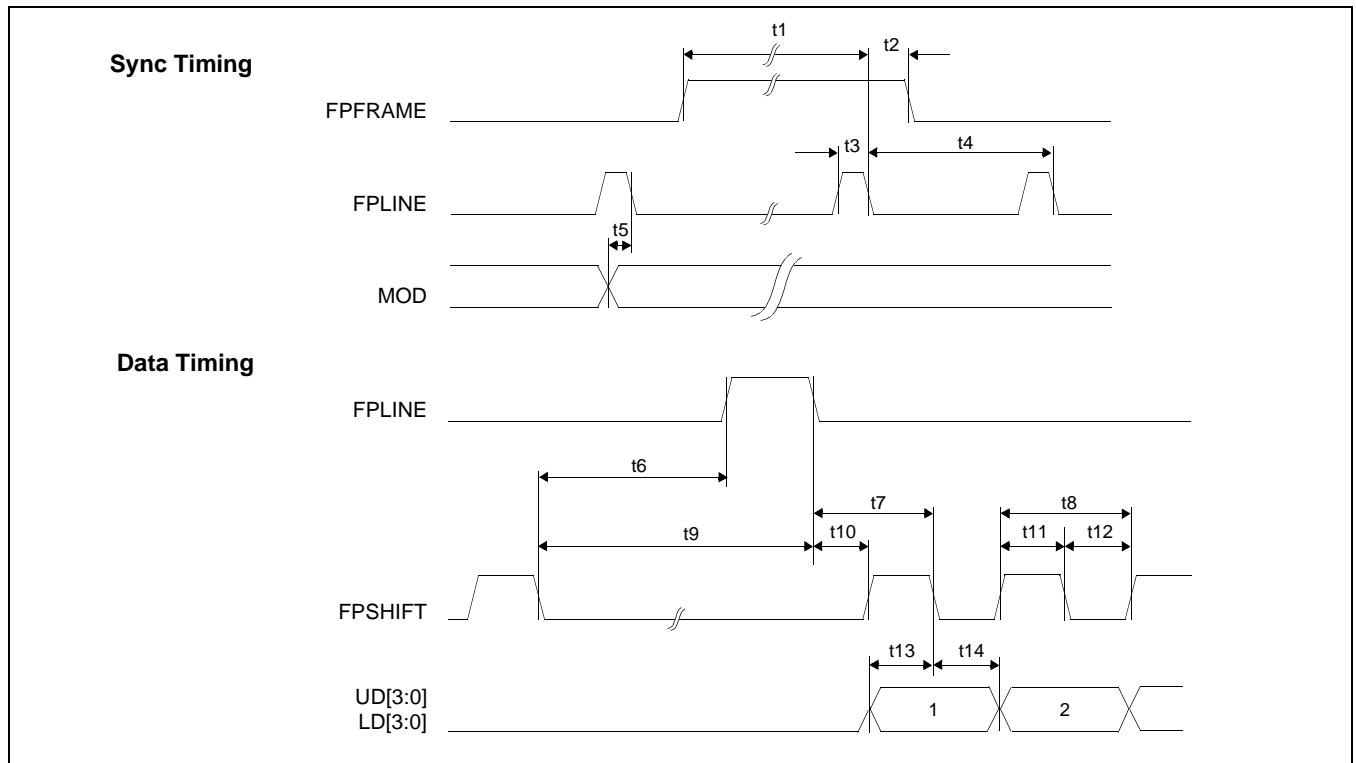 t1
t2
Sync Timing
FPFRAME
t3
t4
FPLINE
t5
MOD
Data Timing
FPLINE
t6
t7
t8
t9
t10
t11
t12
FPSHIFT
t13
t14
UD[3:0]
LD[3:0]
1
2